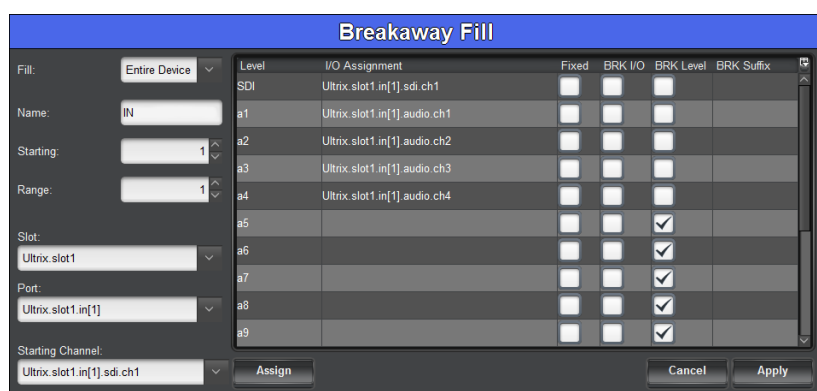 Breakaway Fill
Fill: Entire Device
Name: IN
Starting: 1
Range: 1
Slot:
Ultrix.slot1
Port:
Ultrix.slot1.in[1]
Starting Channel:
Ultrix.slot1.in[1].sdi.ch1
Level I/O Assignment Fixed BRK I/O BRK Level BRK Suffix
SDI Ultrix.slot1.in[1].sdi.ch1
a1 Ultrix.slot1.in[1].audio.ch1
a2 Ultrix.slot1.in[1].audio.ch2
a3 Ultrix.slot1.in[1].audio.ch3
a4 Ultrix.slot1.in[1].audio.ch4
a5
a6
a7
a8
a9
Assign Cancel Apply